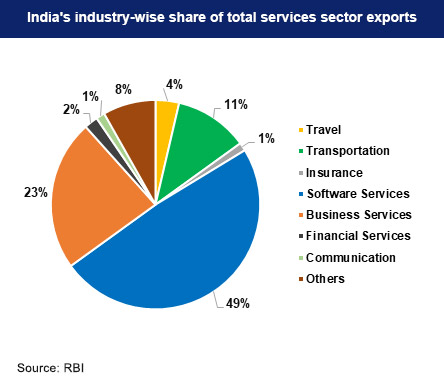 India's industry-wise share of total services sector exports
1%
8%
4%
2%
11%
1%
23%
49%
Travel
Transportation
Insurance
Software Services
Business Services
Financial Services
Communication
Others
Source: RBI